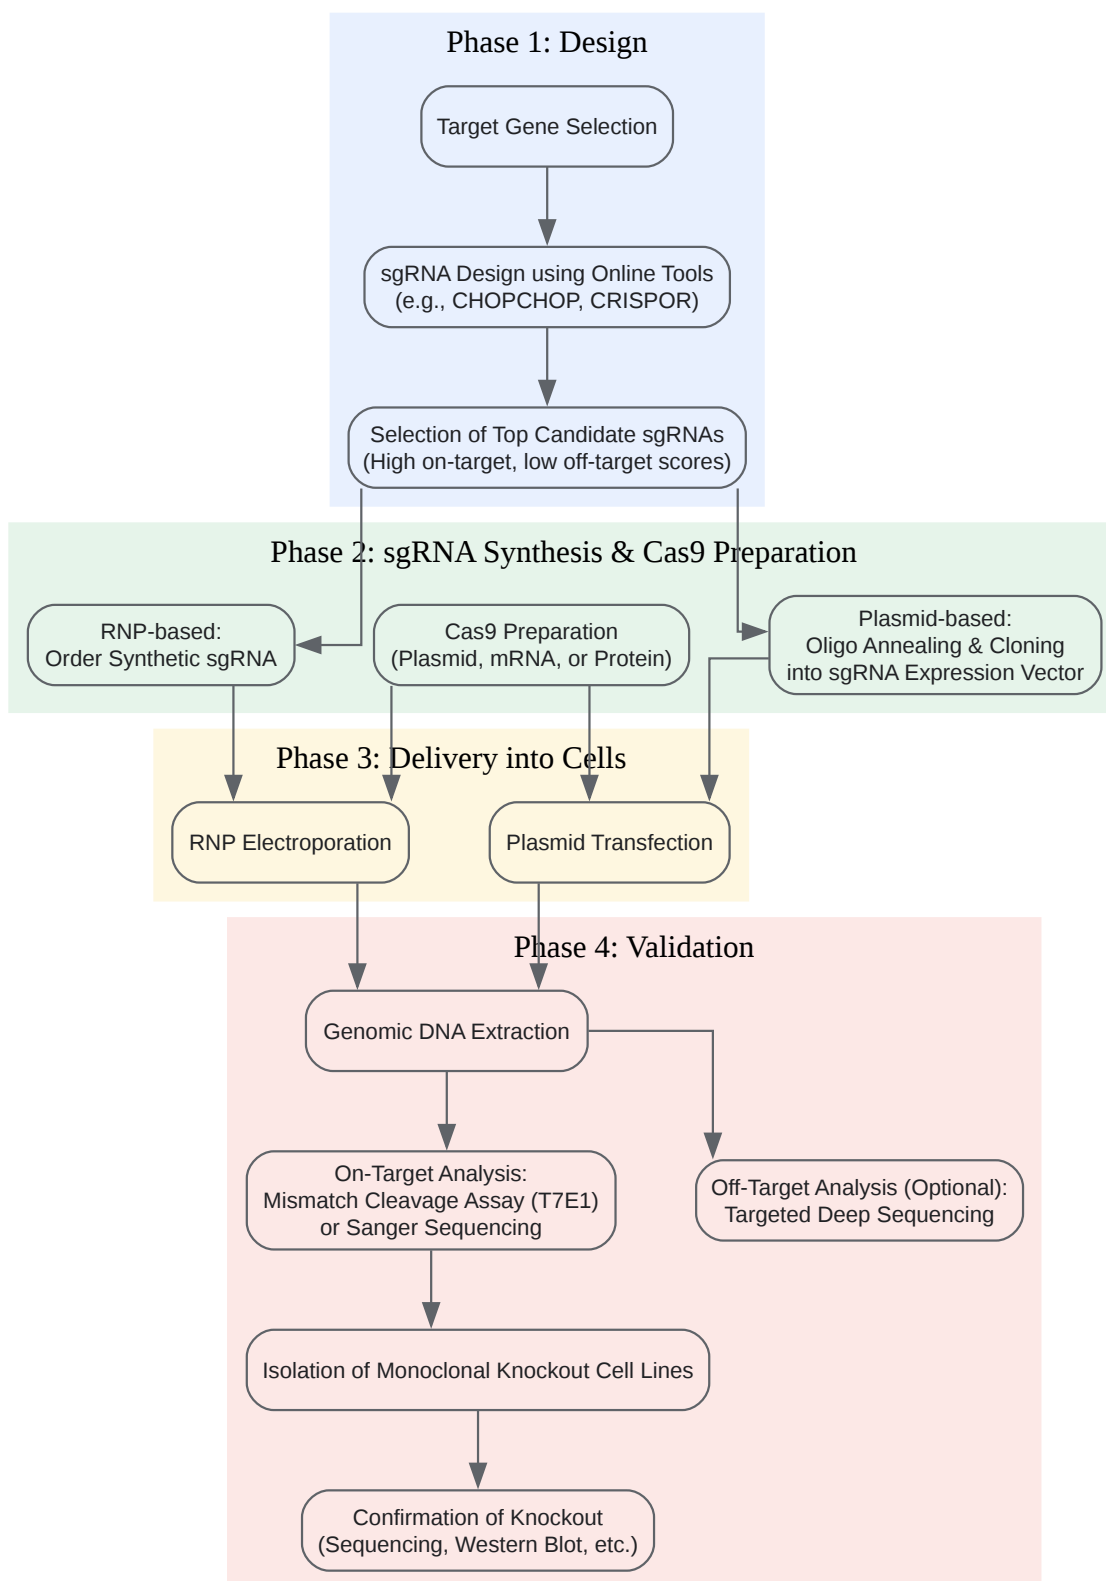 Phase 1: Design
Target Gene Selection
sgRNA Design using Online Tools
(e.g., CHOPCHOP, CRISPOR)
Selection of Top Candidate sgRNAs
(High on-target, low off-target scores)
Phase 2: sgRNA Synthesis & Cas9 Preparation
RNP-based:
Order Synthetic sgRNA
Cas9 Preparation
(Plasmid, mRNA, or Protein)
Plasmid-based:
Oligo Annealing & Cloning
into sgRNA Expression Vector
Phase 3: Delivery into Cells
RNP Electroporation
Plasmid Transfection
Phase 4: Validation
Genomic DNA Extraction
On-Target Analysis:
Mismatch Cleavage Assay (T7E1)
or Sanger Sequencing
Off-Target Analysis (Optional):
Targeted Deep Sequencing
Isolation of Monoclonal Knockout Cell Lines
Confirmation of Knockout
(Sequencing, Western Blot, etc.)